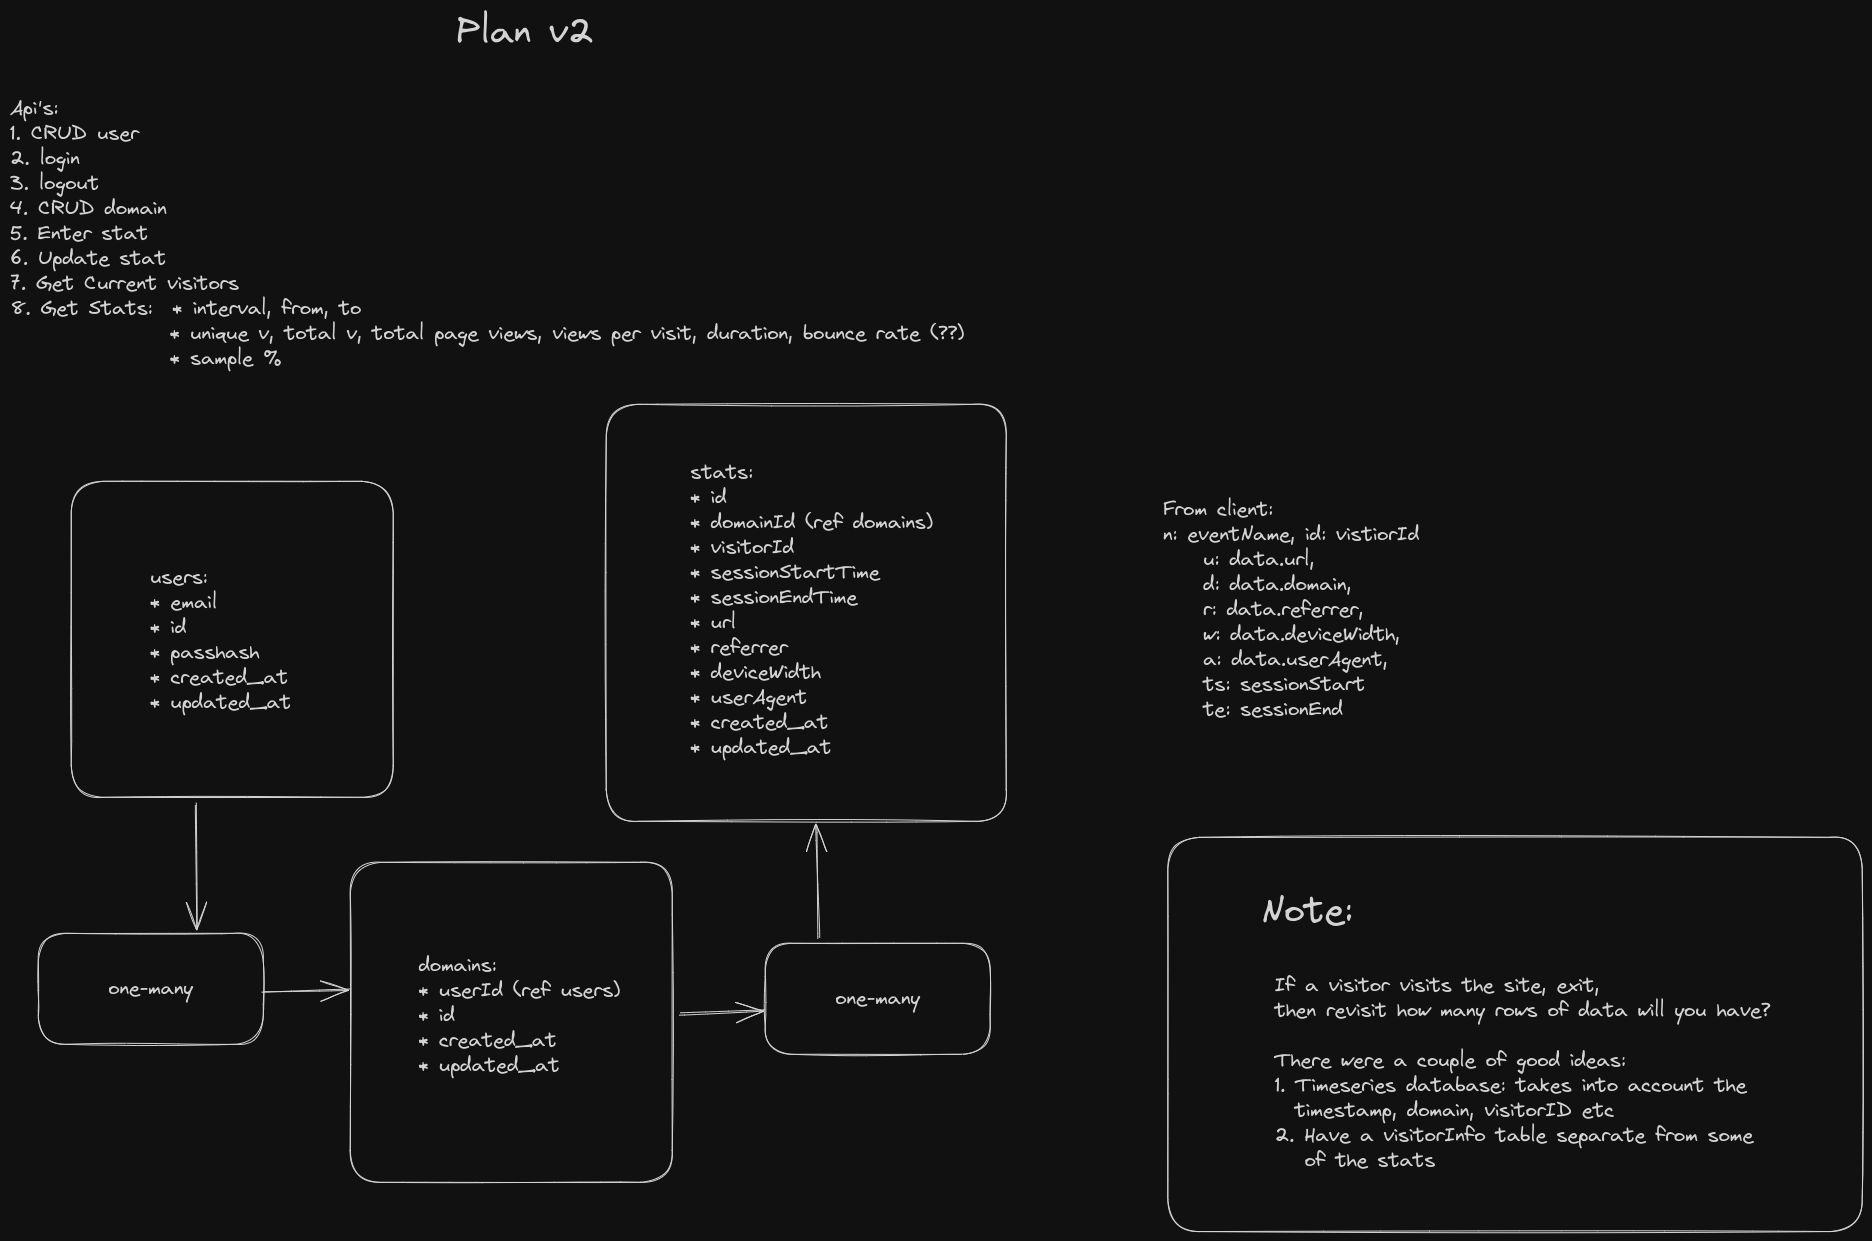 Plan v2
Api's:
1. CRUD user
2. login
3. logout
4. CRUD domain
5. Enter stat
6. Update stat
7. Get Current visitors
8. Get Stats: * interval, from, to
* unique v, total v, total page views, views per visit, duration, bounce rate (??)
* sample %
users:
* email
* id
* passhash
* created_at
* updated_at
one-many
domains:
* userId (ref users)
* id
* created_at
* updated_at
one-many
stats:
* id
* domainId (ref domains)
* visitorId
* sessionStartTime
* sessionEndTime
* url
* referrer
* deviceWidth
* userAgent
* created_at
* updated_at
From client:
n: eventName, id: vistiorId
u: data.url,
d: data.domain,
r: data.referrer,
w: data.deviceWidth,
a: data.userAgent,
ts: sessionStart
te: sessionEnd
Note:
If a visitor visits the site, exit,
then revisit how many rows of data will you have?
There were a couple of good ideas:
1. Timeseries database: takes into account the
timestamp, domain, visitorID etc
2. Have a visitorInfo table separate from some
of the stats